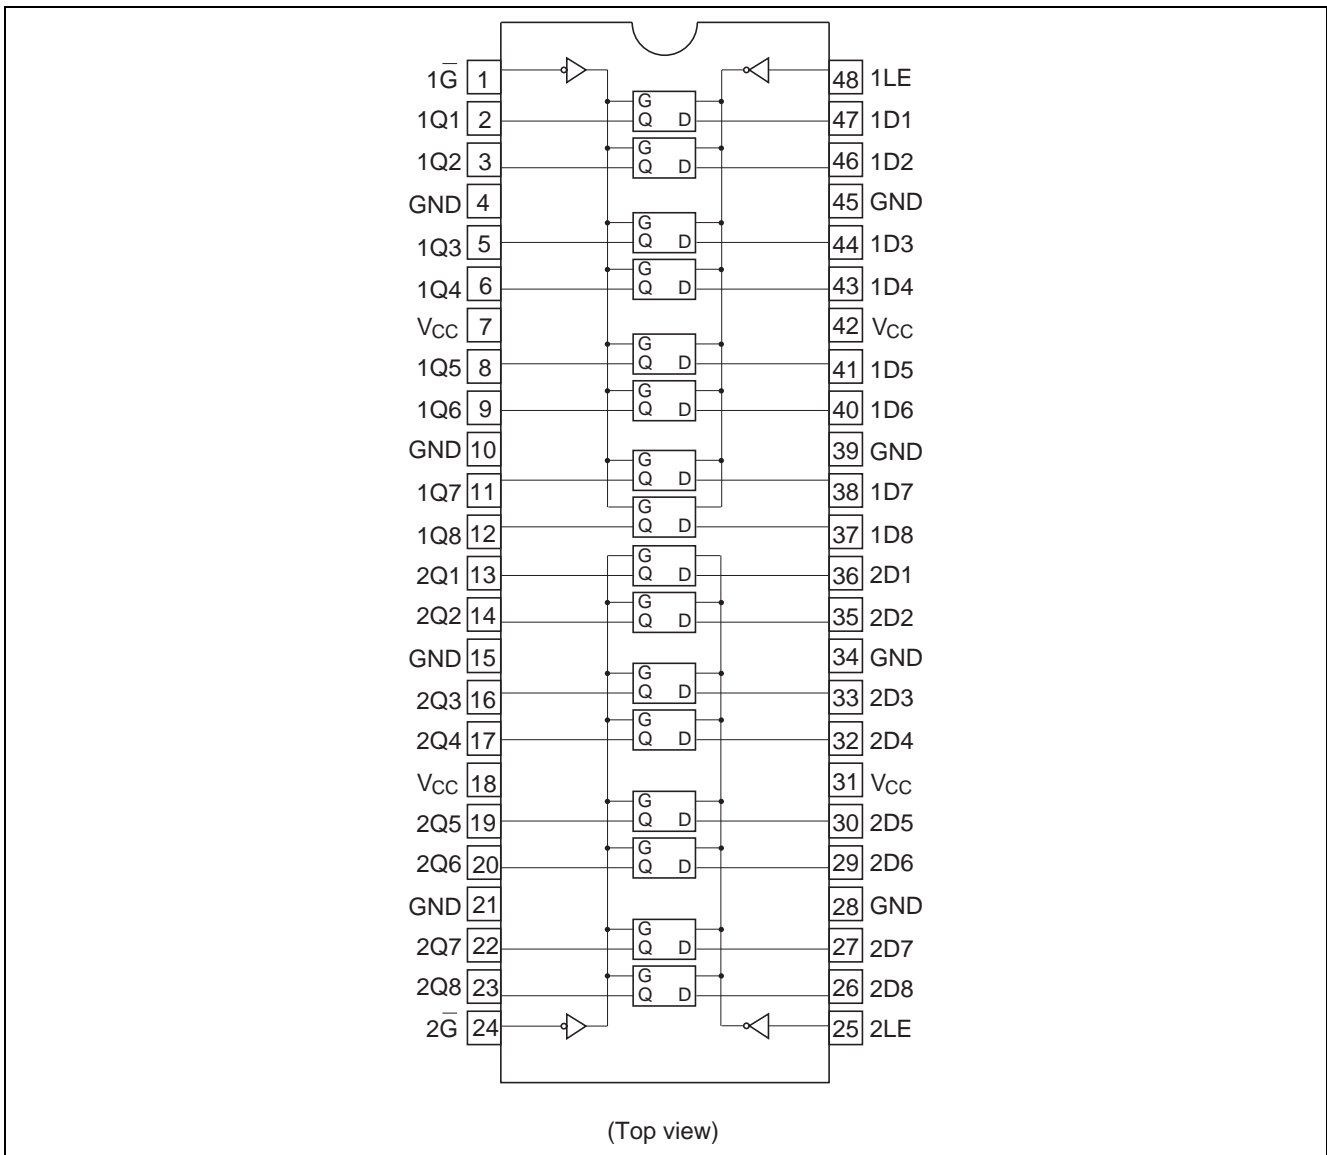 1G̅ 1 48 1LE
G
1Q1 2 Q D 47 1D1
G
1Q2 3 Q D 46 1D2
GND 4 45 GND
G
1Q3 5 Q D 44 1D3
G
1Q4 6 Q D 43 1D4
VCC 7 42 VCC
G
1Q5 8 Q D 41 1D5
G
1Q6 9 Q D 40 1D6
GND 10 39 GND
G
1Q7 11 Q D 38 1D7
G
1Q8 12 Q D 37 1D8
G
2Q1 13 Q D 36 2D1
G
2Q2 14 Q D 35 2D2
GND 15 34 GND
G
2Q3 16 Q D 33 2D3
G
2Q4 17 Q D 32 2D4
VCC 18 31 VCC
G
2Q5 19 Q D 30 2D5
G
2Q6 20 Q D 29 2D6
GND 21 28 GND
G
2Q7 22 Q D 27 2D7
G
2Q8 23 Q D 26 2D8
2G̅ 24 25 2LE
(Top view)